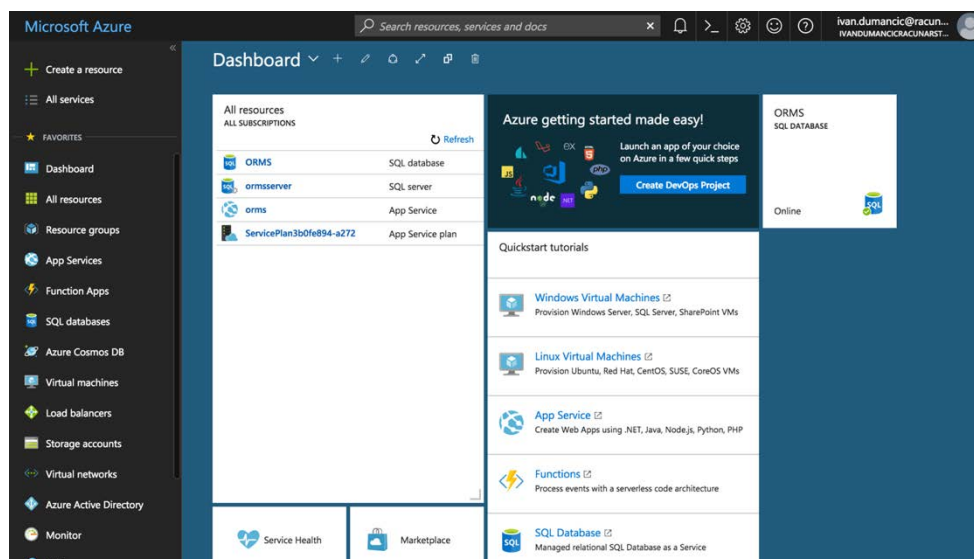 Microsoft Azure
Search resources, services and docs
ivan.dumancic@racun...
IVANDUMANCICRACUNARST...
Create a resource
All services
FAVORITES
Dashboard
All resources
Resource groups
App Services
Function Apps
SQL databases
Azure Cosmos DB
Virtual machines
Load balancers
Storage accounts
Virtual networks
Azure Active Directory
Monitor
Dashboard
All resources
ALL SUBSCRIPTIONS
Refresh
ORMS SQL database
ormsserver SQL server
orms App Service
ServicePlan3b0fe894-a272 App Service plan
Service Health
Marketplace
Azure getting started made easy!
Launch an app of your choice
on Azure in a few quick steps
Create DevOps Project
JS
EX
5
php
node
.NET
Quickstart tutorials
Windows Virtual Machines
Provision Windows Server, SQL Server, SharePoint VMs
Linux Virtual Machines
Provision Ubuntu, Red Hat, CentOS, SUSE, CoreOS VMs
App Service
Create Web Apps using .NET, Java, Node.js, Python, PHP
Functions
Process events with a serverless code architecture
SQL
SQL Database
Managed relational SQL Database as a Service
ORMS
SQL DATABASE
Online
SQL